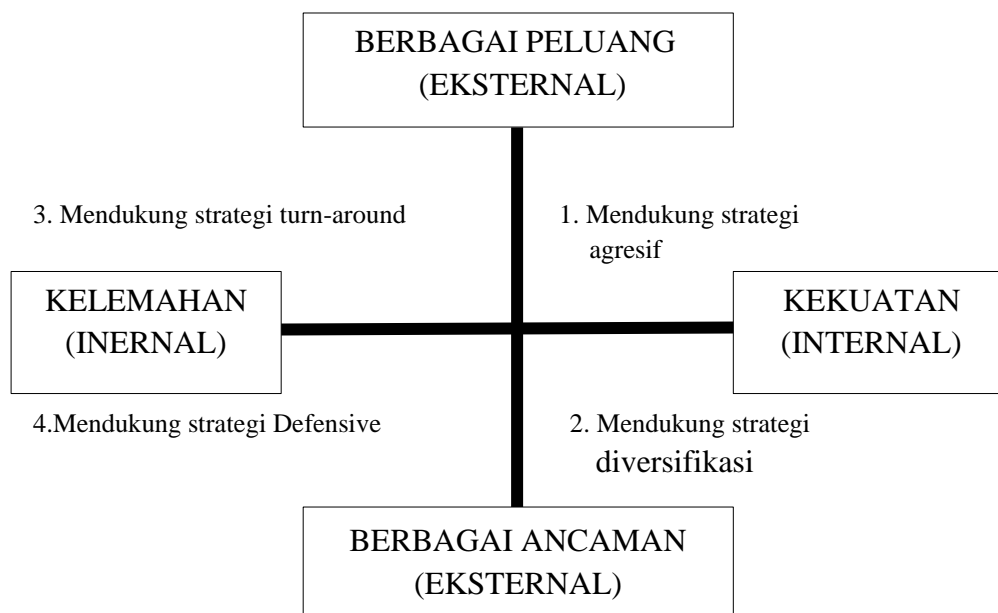 BERBAGAI PELUANG
(EKSTERNAL)
3. Mendukung strategi turn-around
1. Mendukung strategi
agresif
KELEMAHAN
(INERNAL)
KEKUATAN
(INTERNAL)
4.Mendukung strategi Defensive
2. Mendukung strategi
diversifikasi
BERBAGAI ANCAMAN
(EKSTERNAL)